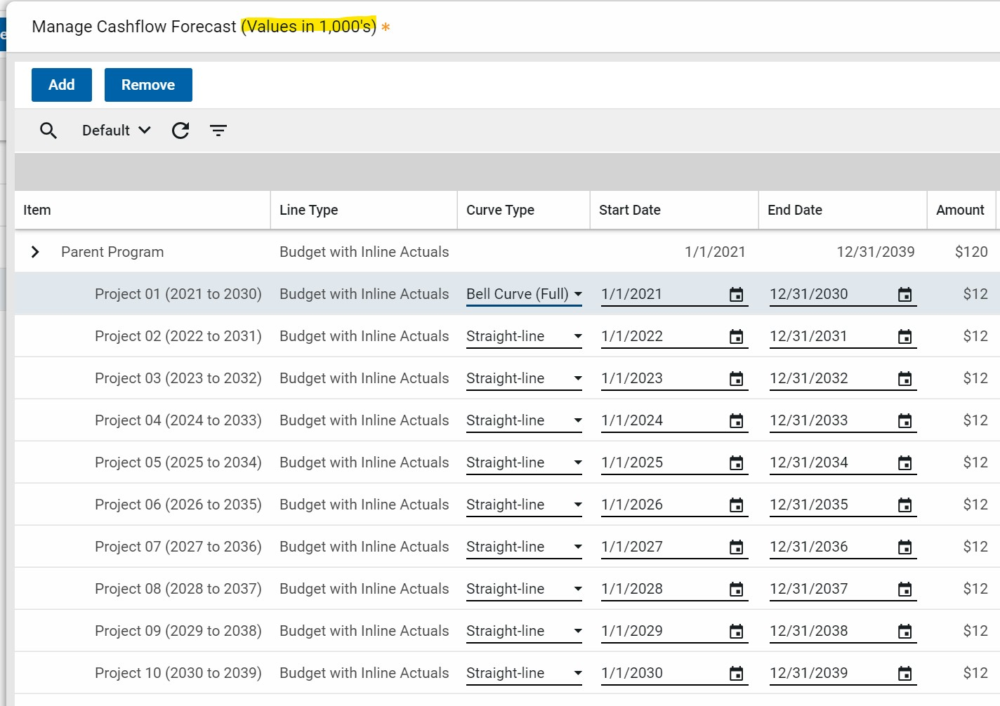 Manage Cashflow Forecast (Values in 1,000's) *
Add Remove
Default
Item Line Type Curve Type Start Date End Date Amount
Parent Program Budget with Inline Actuals 1/1/2021 12/31/2039 $120
Project 01 (2021 to 2030) Budget with Inline Actuals Bell Curve (Full) 1/1/2021 12/31/2030 $12
Project 02 (2022 to 2031) Budget with Inline Actuals Straight-line 1/1/2022 12/31/2031 $12
Project 03 (2023 to 2032) Budget with Inline Actuals Straight-line 1/1/2023 12/31/2032 $12
Project 04 (2024 to 2033) Budget with Inline Actuals Straight-line 1/1/2024 12/31/2033 $12
Project 05 (2025 to 2034) Budget with Inline Actuals Straight-line 1/1/2025 12/31/2034 $12
Project 06 (2026 to 2035) Budget with Inline Actuals Straight-line 1/1/2026 12/31/2035 $12
Project 07 (2027 to 2036) Budget with Inline Actuals Straight-line 1/1/2027 12/31/2036 $12
Project 08 (2028 to 2037) Budget with Inline Actuals Straight-line 1/1/2028 12/31/2037 $12
Project 09 (2029 to 2038) Budget with Inline Actuals Straight-line 1/1/2029 12/31/2038 $12
Project 10 (2030 to 2039) Budget with Inline Actuals Straight-line 1/1/2030 12/31/2039 $12